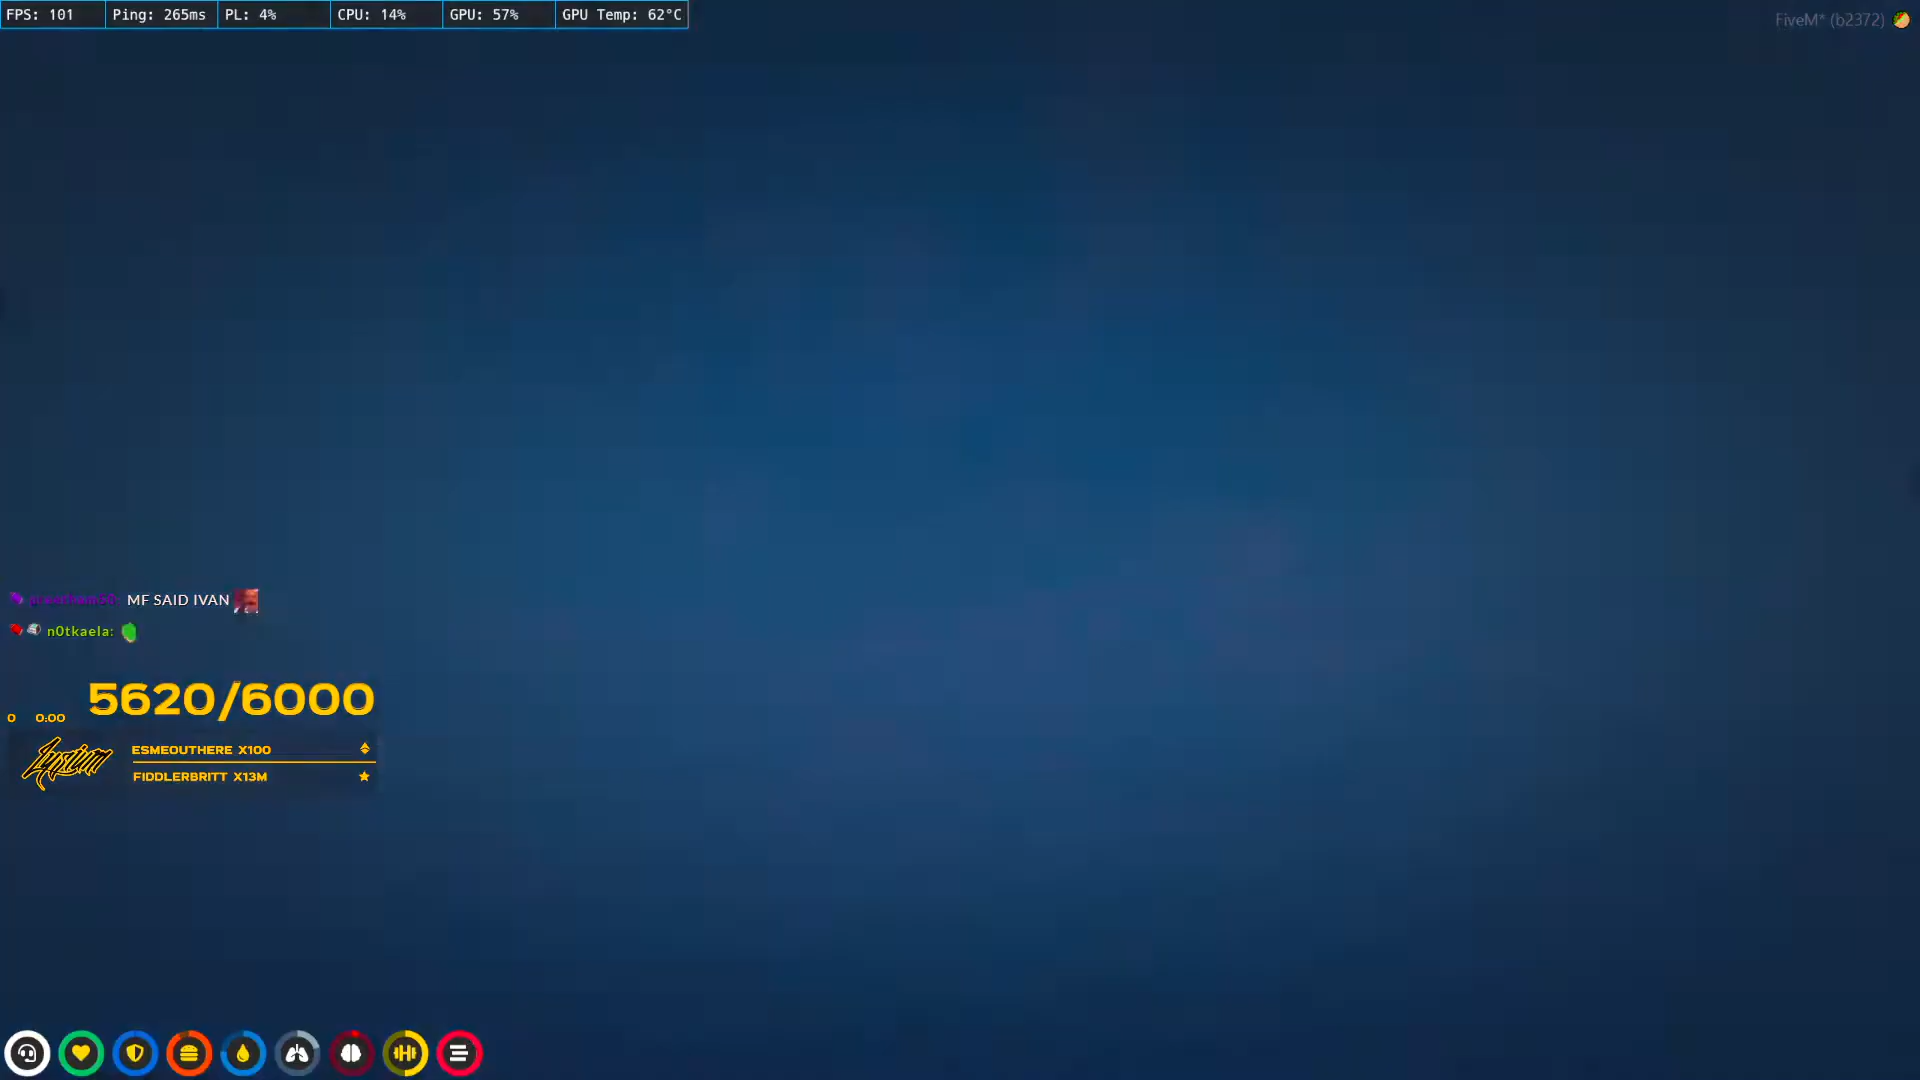 FPS: 101 Ping: 265ms PL: 4% CPU: 14% GPU: 57% GPU Temp: 62°C
FiveM* (b2372)
MF SAID IVAN
n0tkaela:
5620/6000
0 0:00
ESMEOUTHERE X100
FIDDLERBRITT X13M